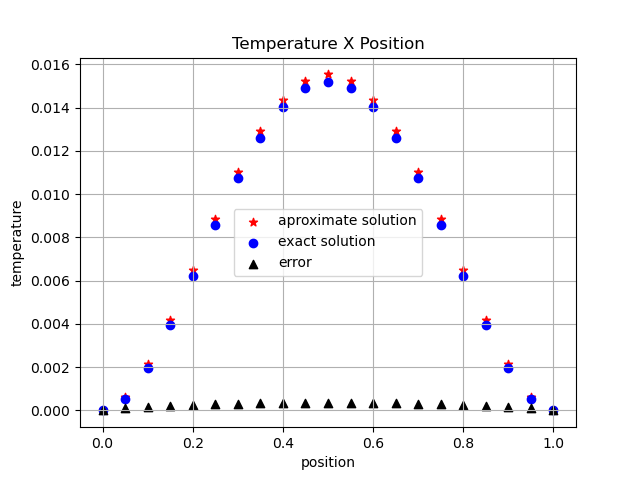 Temperature X Position
0.016
0.014
0.012
0.010
0.008
0.006
0.004
0.002
0.000
temperature
aproximate solution
exact solution
error
0.0 0.2 0.4 0.6 0.8 1.0
position